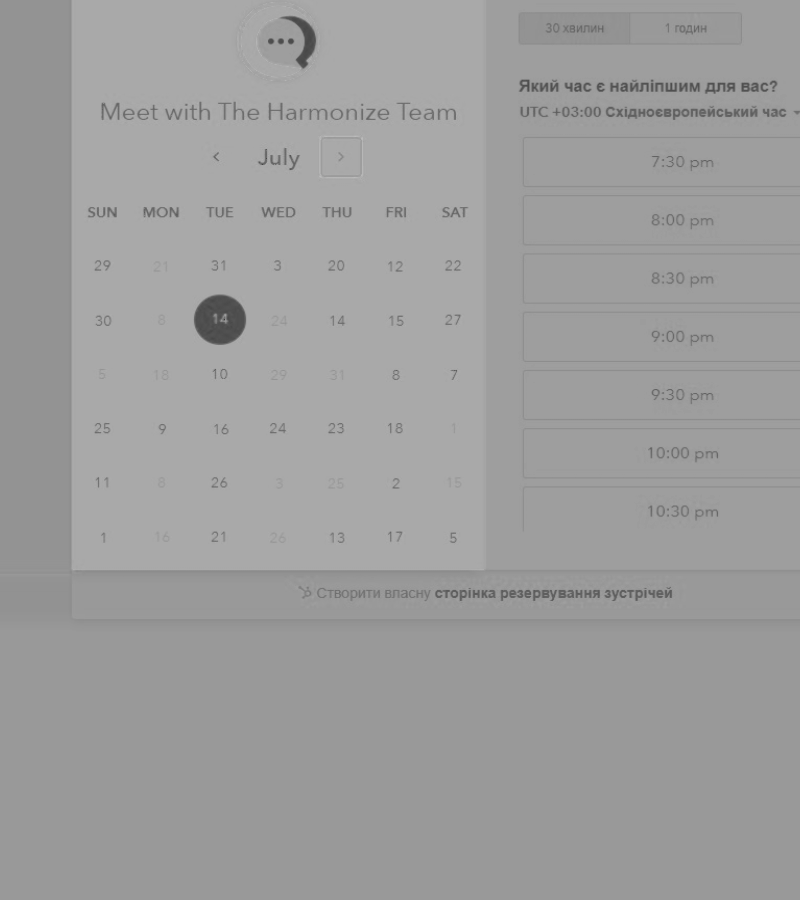 Meet with The Harmonize Team
July
SUN MON TUE WED THU FRI SAT
29 21 31 3 20 12 22
30 8 14 24 14 15 27
5 18 10 29 31 8 7
25 9 16 24 23 18 1
11 8 26 3 25 2 15
1 16 21 26 13 17 5
30 хвилин 1 годин
Який час є найліпшим для вас?
UTC +03:00 Східноєвропейський час
7:30 pm
8:00 pm
8:30 pm
9:00 pm
9:30 pm
10:00 pm
10:30 pm
Створити власну сторінка резервування зустрічей